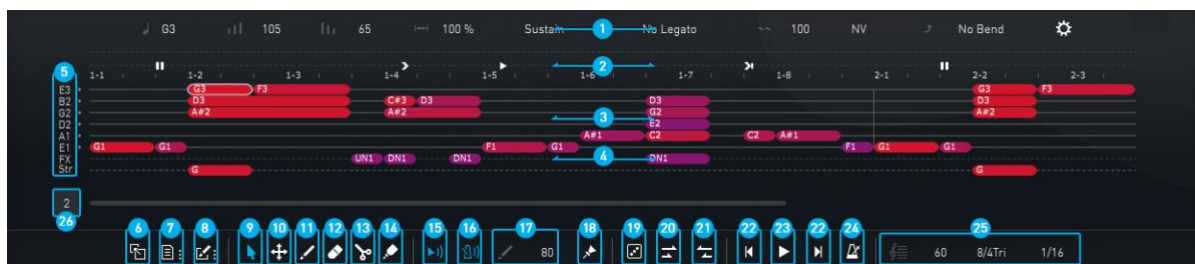 G3 105 65 100 % Sustain 1 No Legato 100 NV No Bend
2
5 1-1 1-2 1-3 1-4 1-5 1-6 1-7 1-8 2-1 2-2 2-3
E3 G3 F3 G3 F3
B2 D3 C#3 D3 3 D3 D3
G2 A#2 A#2 G2 A#2
D2 E2
A1 A#1 C2 C2 A#1
E1 G1 G1 F1 G1 F1 G1 G1
FX UN1 DN1 DN1 4 DN1
Str G G
2
26 6 7 8 9 10 11 12 13 14 15 16 17 18 19 20 21 22 23 22 24 25
80 60 8/4Tri 1/16